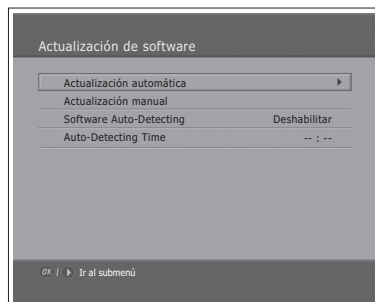 Actualización de software
Actualización automática
Actualización manual
Software Auto-Detecting Deshabilitar
Auto-Detecting Time -- : --
OK / Ir al submenú